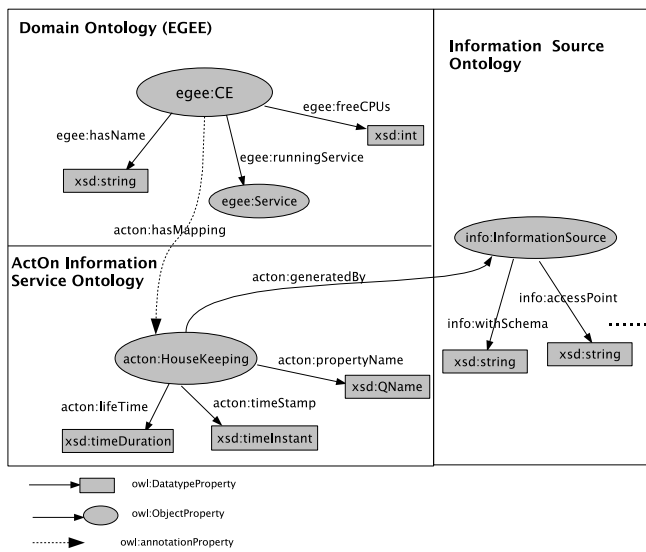 Domain Ontology (EGEE)
egee:CE
egee:freeCPUs
egee:hasName
xsd:int
egee:runningService
xsd:string
egee:Service
acton:hasMapping
Information Source
Ontology
info:InformationSource
info:accessPoint
info:withSchema
xsd:string
xsd:string
ActOn Information
Service Ontology
acton:generatedBy
acton:HouseKeeping
acton:propertyName
xsd:QName
acton:lifeTime
acton:timeStamp
xsd:timeDuration
xsd:timeInstant
owl:DatatypeProperty
owl:ObjectProperty
owl:annotationProperty